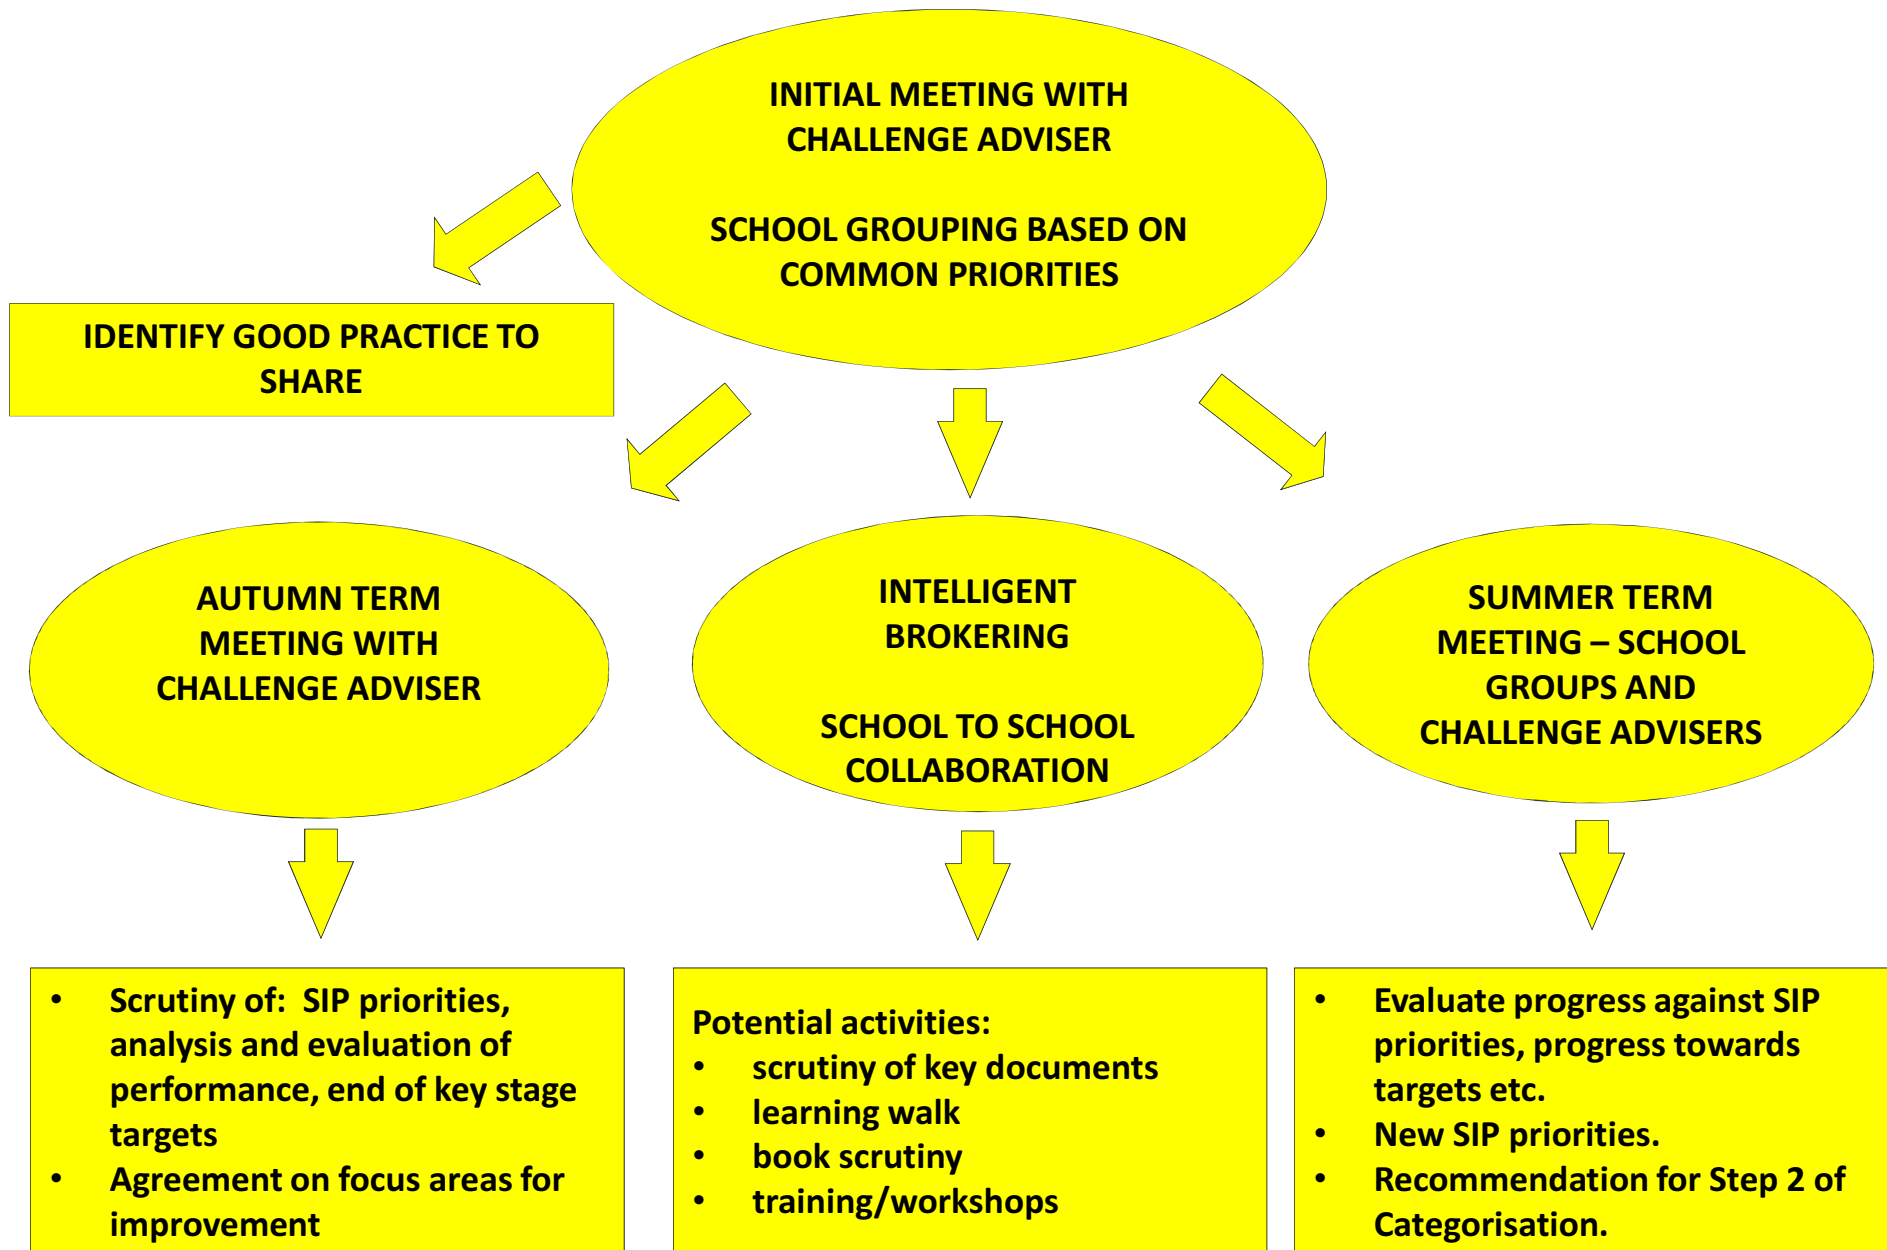 INITIAL MEETING WITH
CHALLENGE ADVISER
SCHOOL GROUPING BASED ON
COMMON PRIORITIES
IDENTIFY GOOD PRACTICE TO
SHARE
AUTUMN TERM
MEETING WITH
CHALLENGE ADVISER
INTELLIGENT
BROKERING
SCHOOL TO SCHOOL
COLLABORATION
SUMMER TERM
MEETING – SCHOOL
GROUPS AND
CHALLENGE ADVISERS
• Scrutiny of: SIP priorities,
analysis and evaluation of
performance, end of key stage
targets
• Agreement on focus areas for
improvement
Potential activities:
• scrutiny of key documents
• learning walk
• book scrutiny
• training/workshops
• Evaluate progress against SIP
priorities, progress towards
targets etc.
• New SIP priorities.
• Recommendation for Step 2 of
Categorisation.